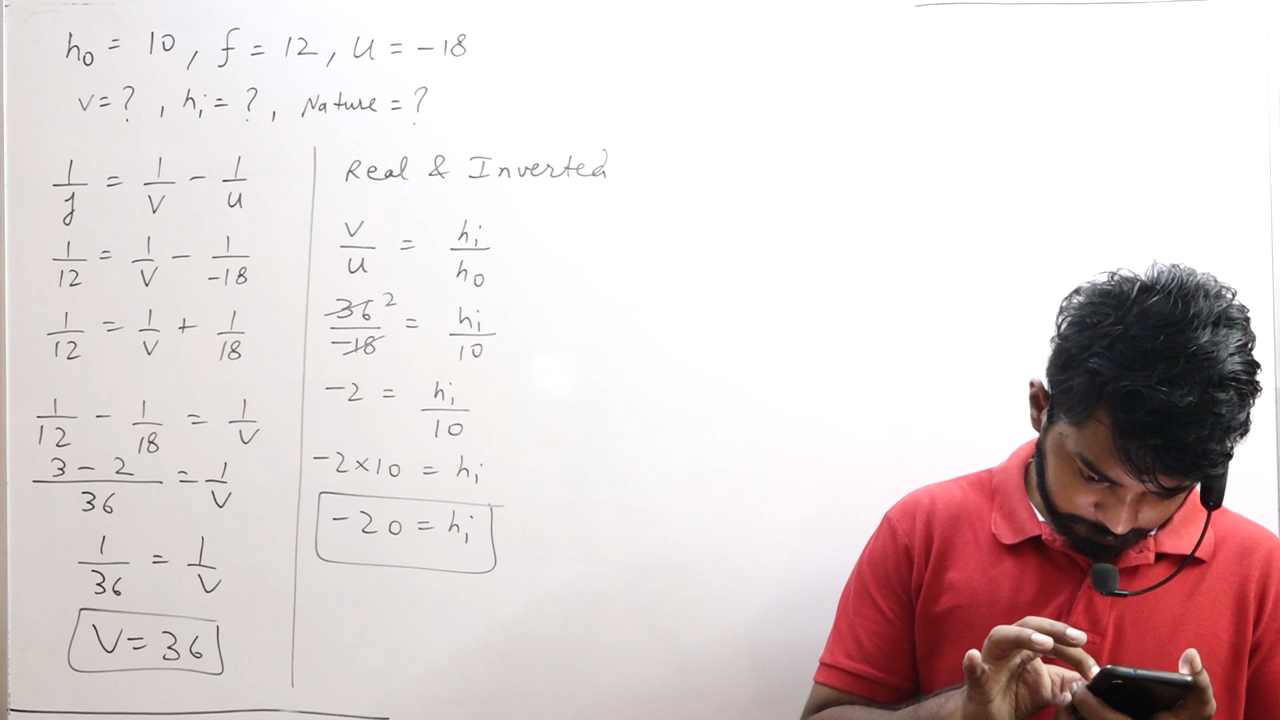 h₀ = 10, f = 12, u = -18
v = ?, hᵢ = ?, Nature = ?
1/f = 1/v - 1/u
1/12 = 1/v - 1/-18
1/12 = 1/v + 1/18
1/12 - 1/18 = 1/v
3 - 2/36 = 1/v
1/36 = 1/v
v = 36
Real & Inverted
v/u = hᵢ/h₀
36²/-18 = hᵢ/10
-2 = hᵢ/10
-2×10 = hᵢ
-20 = hᵢ